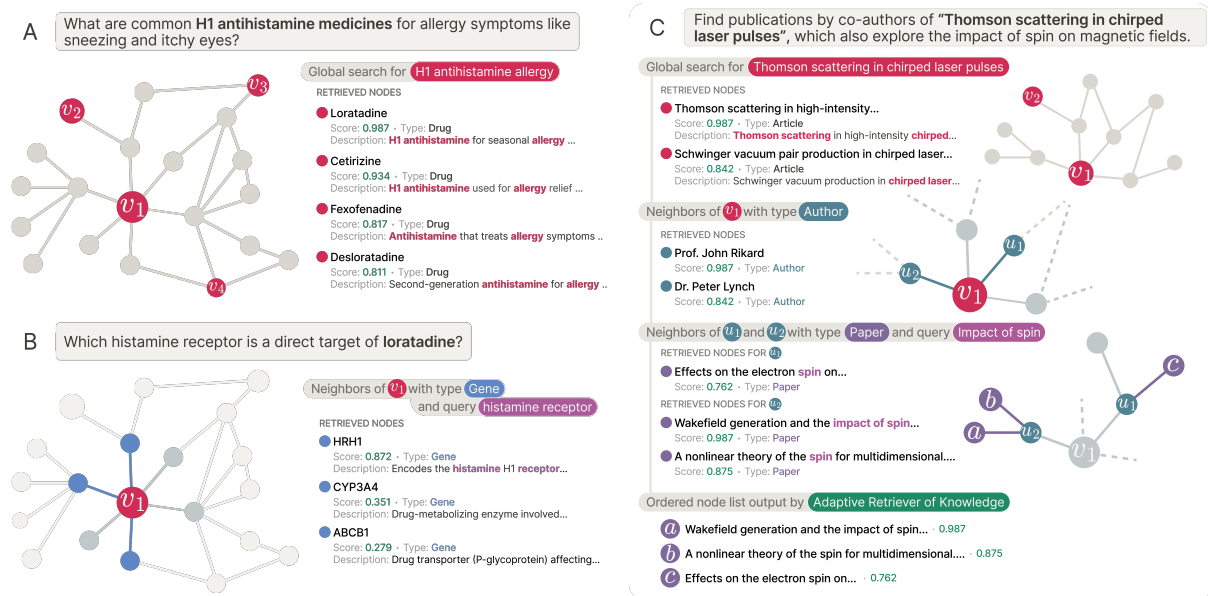 A
What are common H1 antihistamine medicines for allergy symptoms like
sneezing and itchy eyes?
v1
v2
v3
v4
Global search for H1 antihistamine allergy
RETRIEVED NODES
Loratadine
Score: 0.987 · Type: Drug
Description: H1 antihistamine for seasonal allergy ...
Cetirizine
Score: 0.934 · Type: Drug
Description: H1 antihistamine used for allergy relief ...
Fexofenadine
Score: 0.817 · Type: Drug
Description: Antihistamine that treats allergy symptoms ..
Desloratadine
Score: 0.811 · Type: Drug
Description: Second-generation antihistamine for allergy ..
B
Which histamine receptor is a direct target of loratadine?
v1
Neighbors of v1 with type Gene
and query histamine receptor
RETRIEVED NODES
HRH1
Score: 0.872 · Type: Gene
Description: Encodes the histamine H1 receptor...
CYP3A4
Score: 0.351 · Type: Gene
Description: Drug-metabolizing enzyme involved...
ABCB1
Score: 0.279 · Type: Gene
Description: Drug transporter (P-glycoprotein) affecting...
C
Find publications by co-authors of "Thomson scattering in chirped
laser pulses", which also explore the impact of spin on magnetic fields.
Global search for Thomson scattering in chirped laser pulses
RETRIEVED NODES
Thomson scattering in high-intensity...
Score: 0.987 · Type: Article
Description: Thomson scattering in high-intensity chirped...
Schwinger vacuum pair production in chirped laser...
Score: 0.842 · Type: Article
Description: Schwinger vacuum production in chirped laser...
v2
v1
Neighbors of v1 with type Author
RETRIEVED NODES
Prof. John Rikard
Score: 0.987 · Type: Author
Dr. Peter Lynch
Score: 0.842 · Type: Author
u1
u2
v1
Neighbors of u1 and u2 with type Paper and query Impact of spin
RETRIEVED NODES FOR u1
Effects on the electron spin on...
Score: 0.762 · Type: Paper
RETRIEVED NODES FOR u2
Wakefield generation and the impact of spin...
Score: 0.987 · Type: Paper
A nonlinear theory of the spin for multidimensional....
Score: 0.875 · Type: Paper
c
b
u1
a
u2
v1
Ordered node list output by Adaptive Retriever of Knowledge
a Wakefield generation and the impact of spin... · 0.987
b A nonlinear theory of the spin for multidimensional.... · 0.875
c Effects on the electron spin on... · 0.762